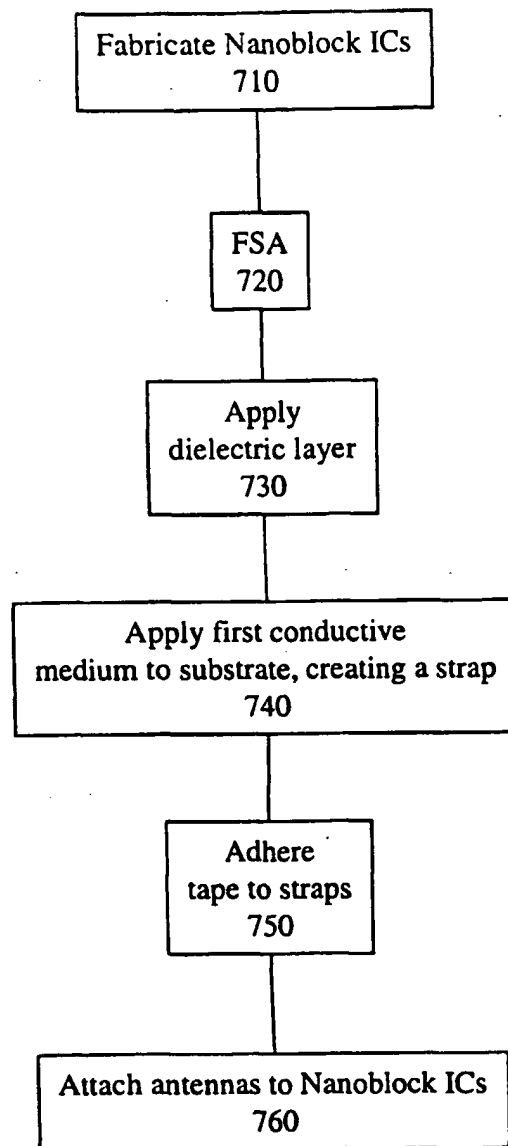 Fabricate Nanoblock ICs
710
FSA
720
Apply
dielectric layer
730
Apply first conductive
medium to substrate, creating a strap
740
Adhere
tape to straps
750
Attach antennas to Nanoblock ICs
760